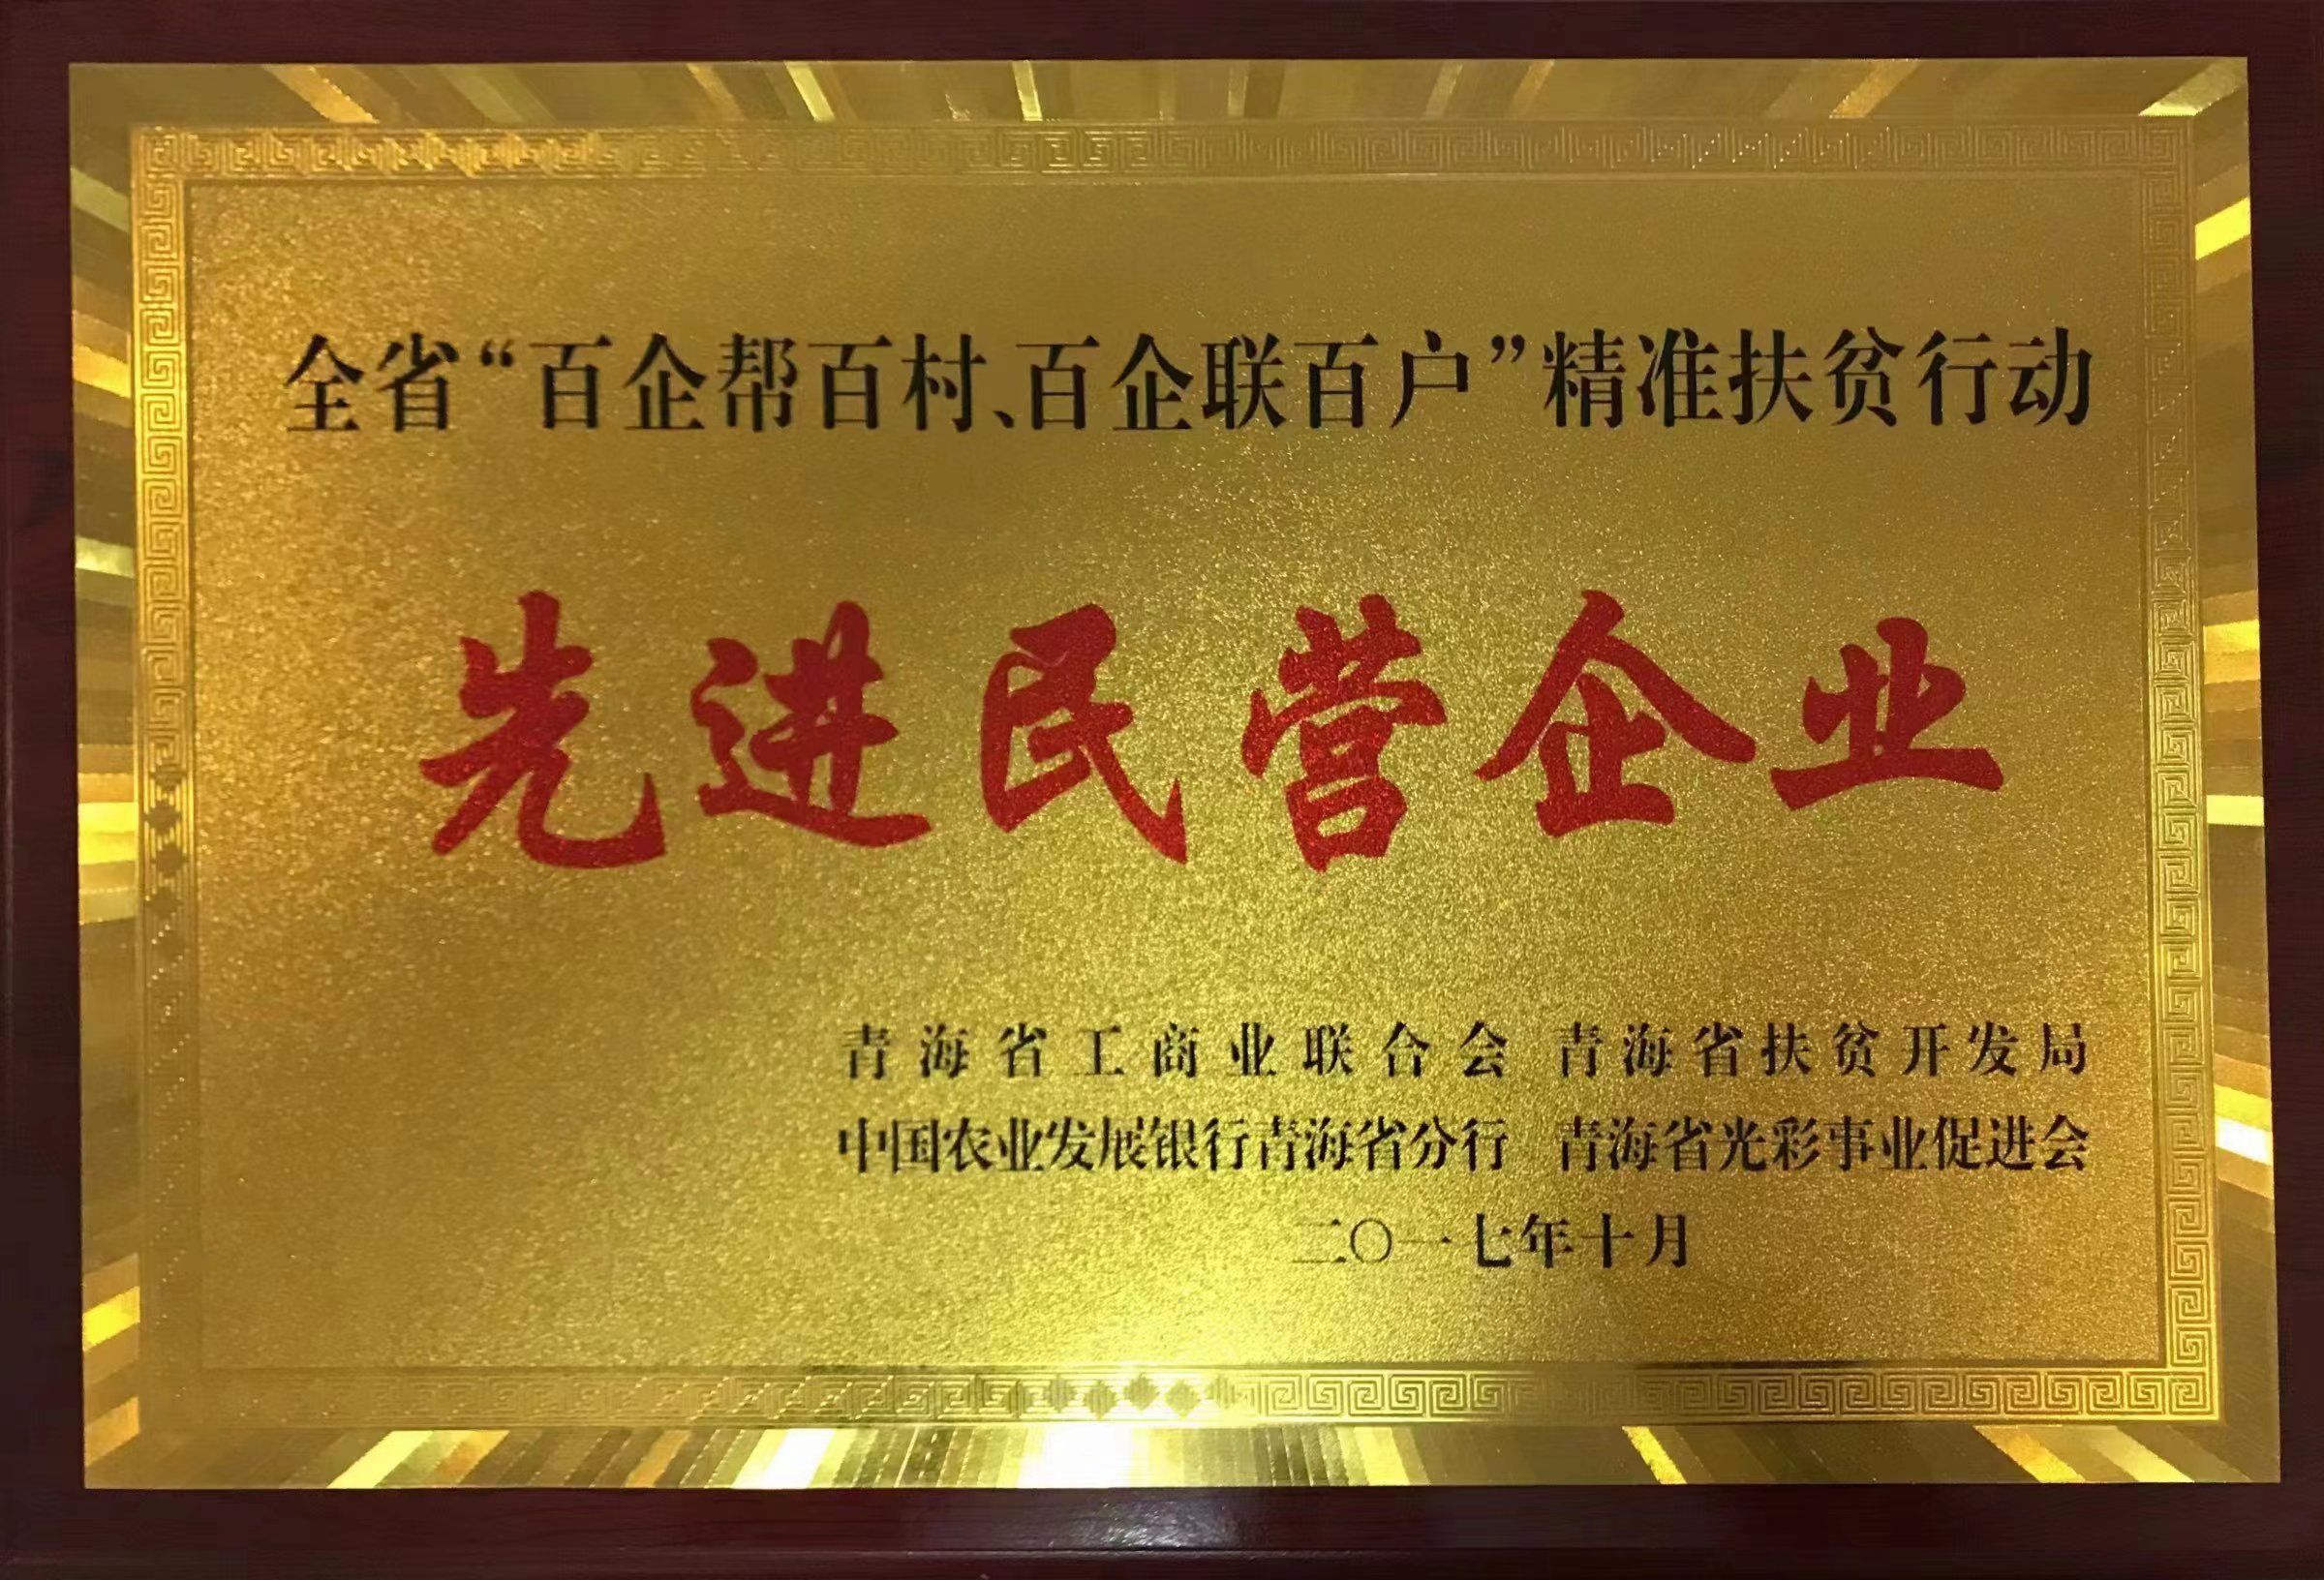 全省“百企帮百村、百企联百户”精准扶贫行动
先进民营企业
青海省工商业联合会 青海省扶贫开发局
中国农业发展银行青海省分行 青海省光彩事业促进会
二〇一七年十月